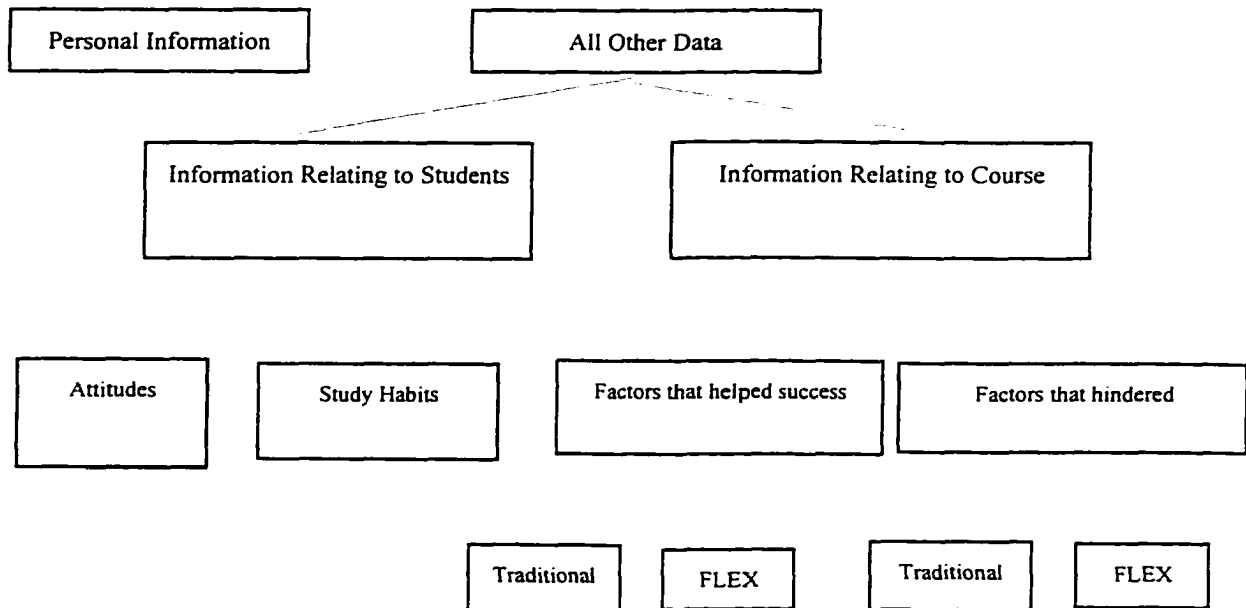 Personal Information
All Other Data
Information Relating to Students
Information Relating to Course
Attitudes
Study Habits
Factors that helped success
Factors that hindered
Traditional
FLEX
Traditional
FLEX